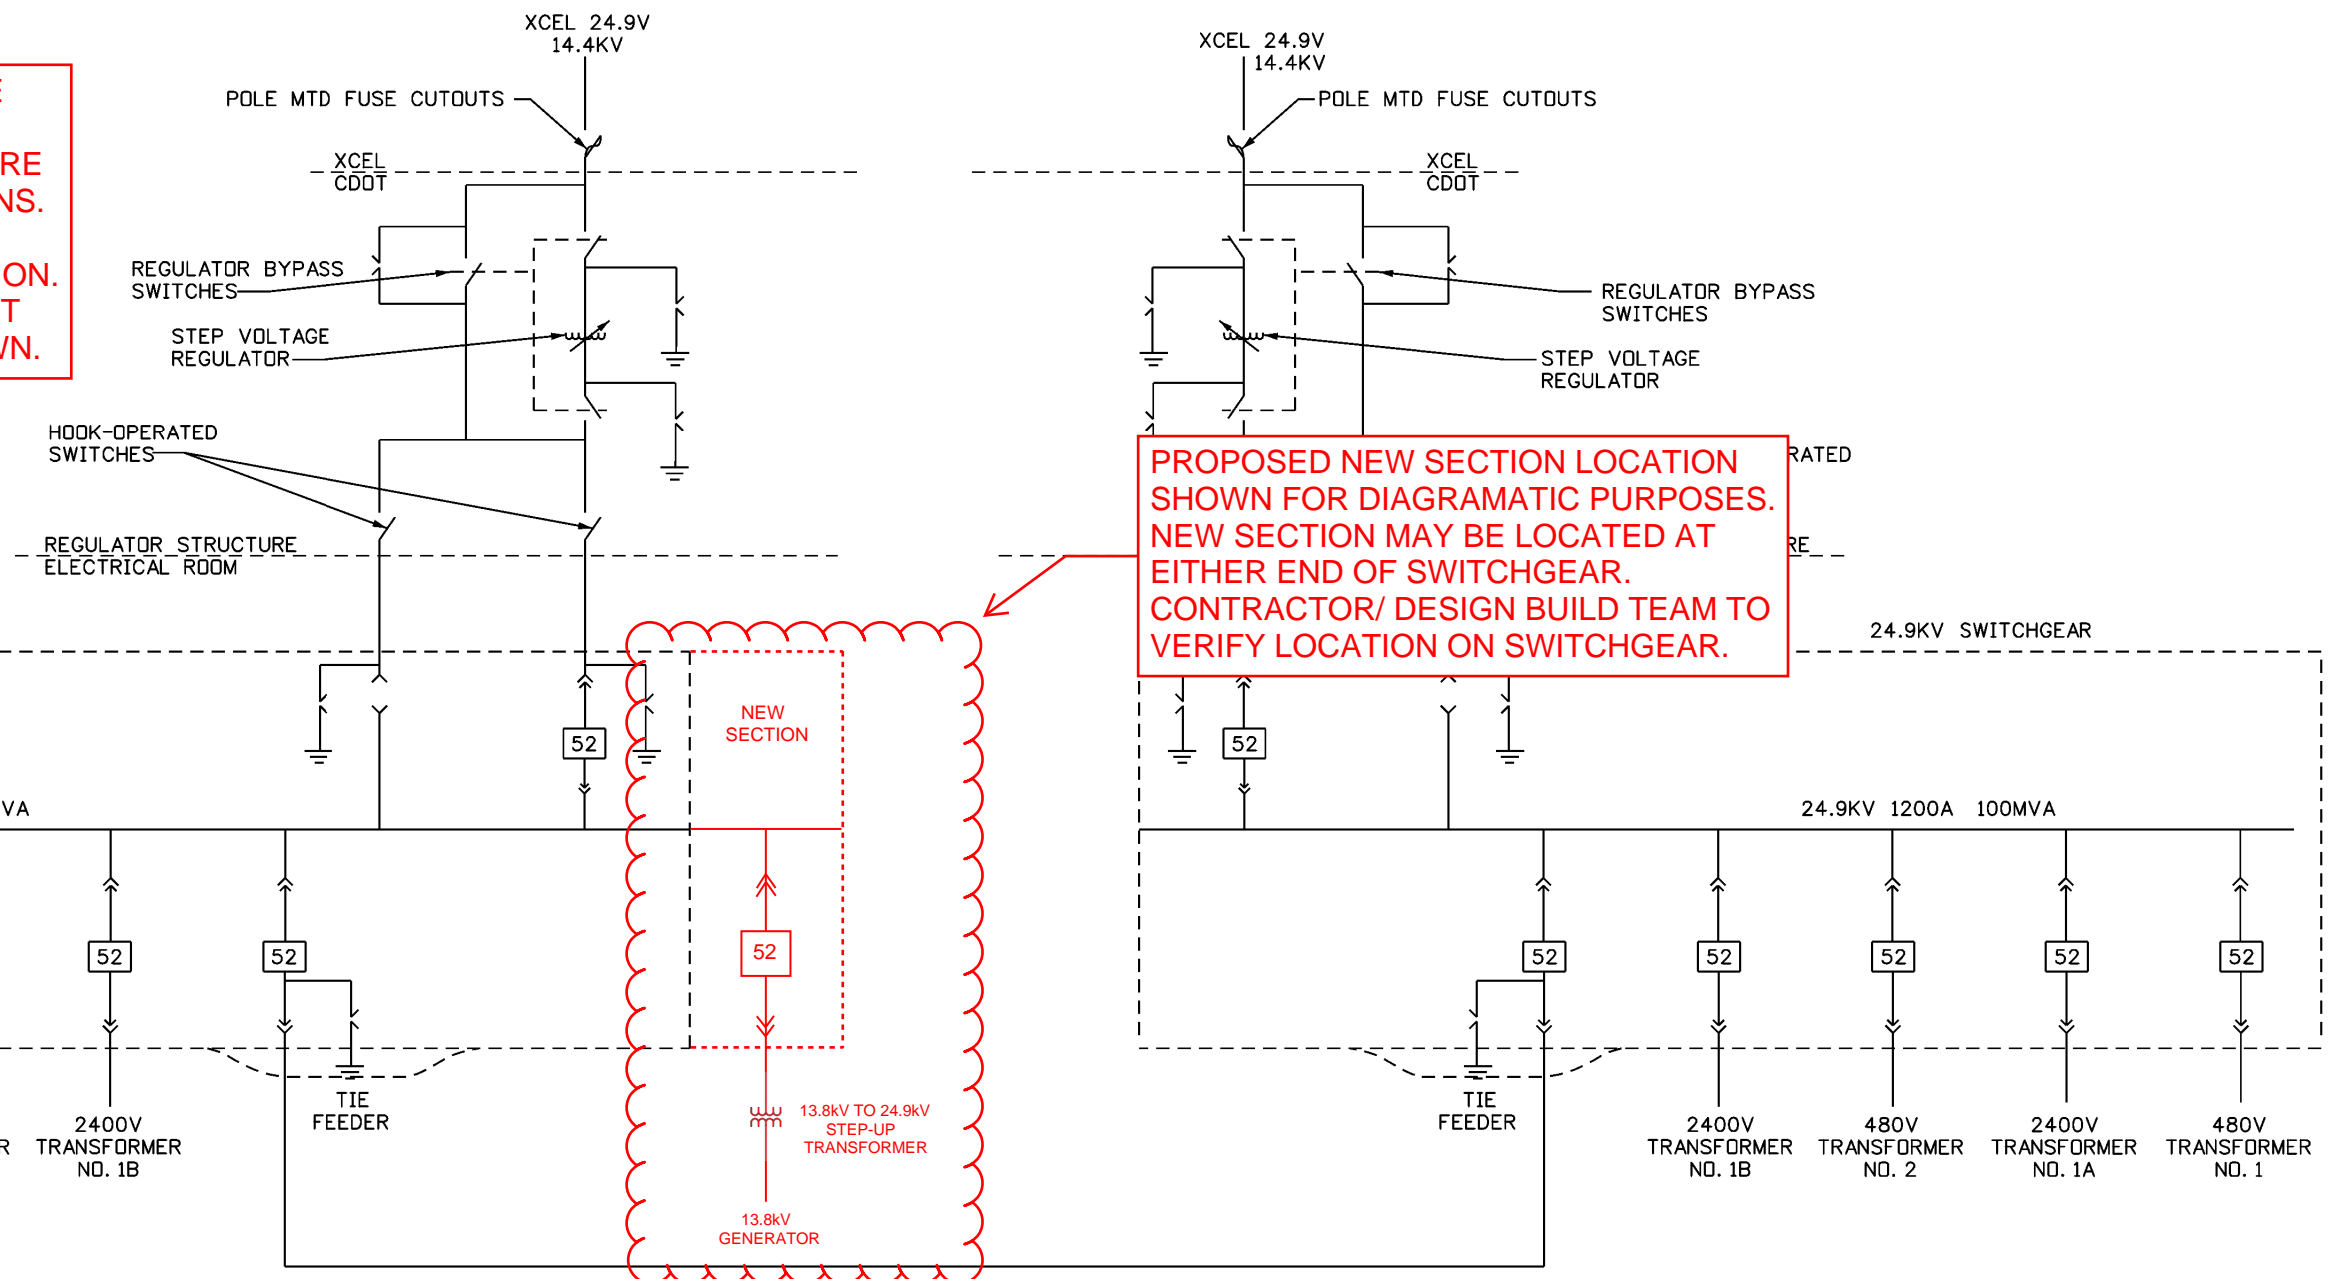 XCEL 24.9V
14.4KV
XCEL 24.9V
14.4KV
POLE MTD FUSE CUTOUTS
POLE MTD FUSE CUTOUTS
XCEL
CDOT
XCEL
CDOT
RE
NS.
ON.
T
WN.
REGULATOR BYPASS
SWITCHES
REGULATOR BYPASS
SWITCHES
STEP VOLTAGE
REGULATOR
STEP VOLTAGE
REGULATOR
HOOK-OPERATED
SWITCHES
RATED
PROPOSED NEW SECTION LOCATION
SHOWN FOR DIAGRAMATIC PURPOSES.
NEW SECTION MAY BE LOCATED AT
EITHER END OF SWITCHGEAR.
CONTRACTOR/ DESIGN BUILD TEAM TO
VERIFY LOCATION ON SWITCHGEAR.
REGULATOR STRUCTURE
ELECTRICAL ROOM
RE
24.9KV SWITCHGEAR
NEW
SECTION
52
52
VA
24.9KV 1200A 100MVA
52
52
52
52
52
52
52
52
TIE
FEEDER
2400V
TRANSFORMER
NO. 1B
R
13.8kV TO 24.9kV
STEP-UP
TRANSFORMER
13.8kV
GENERATOR
TIE
FEEDER
2400V
TRANSFORMER
NO. 1B
480V
TRANSFORMER
NO. 2
2400V
TRANSFORMER
NO. 1A
480V
TRANSFORMER
NO. 1